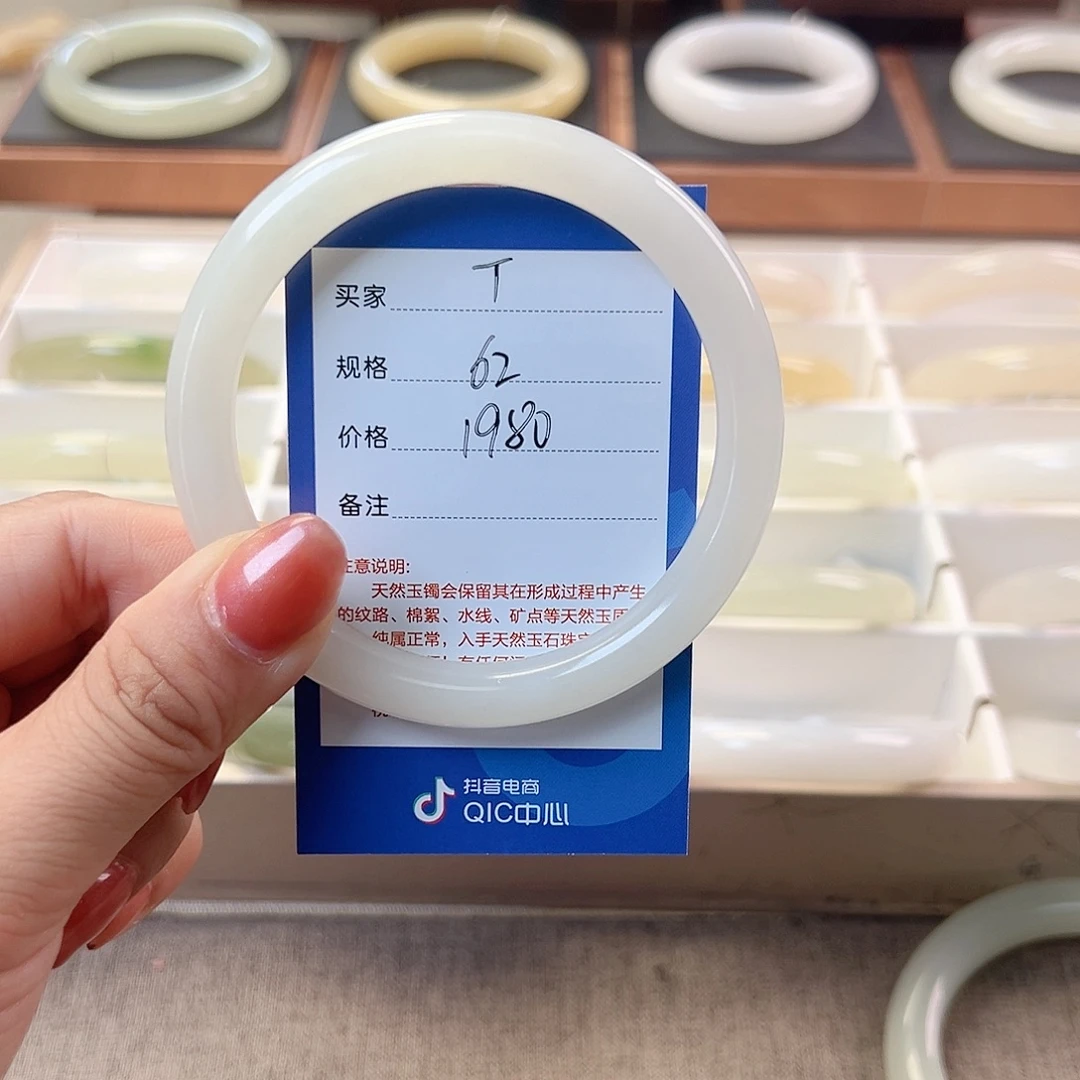 买家 T
规格 62
价格 1980
备注
注意说明:
天然玉镯会保留其在形成过程中产生
的纹路、棉絮、水线、矿点等天然玉质
纯属正常，入手天然玉石珠宝
抖音电商
QIC中心